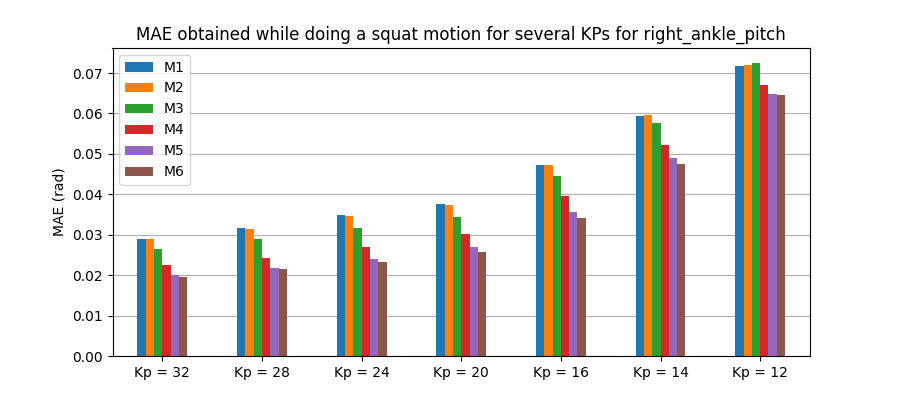 MAE obtained while doing a squat motion for several KPs for right_ankle_pitch
MAE (rad)
0.07
0.06
0.05
0.04
0.03
0.02
0.01
0.00
M1
M2
M3
M4
M5
M6
Kp = 32 Kp = 28 Kp = 24 Kp = 20 Kp = 16 Kp = 14 Kp = 12